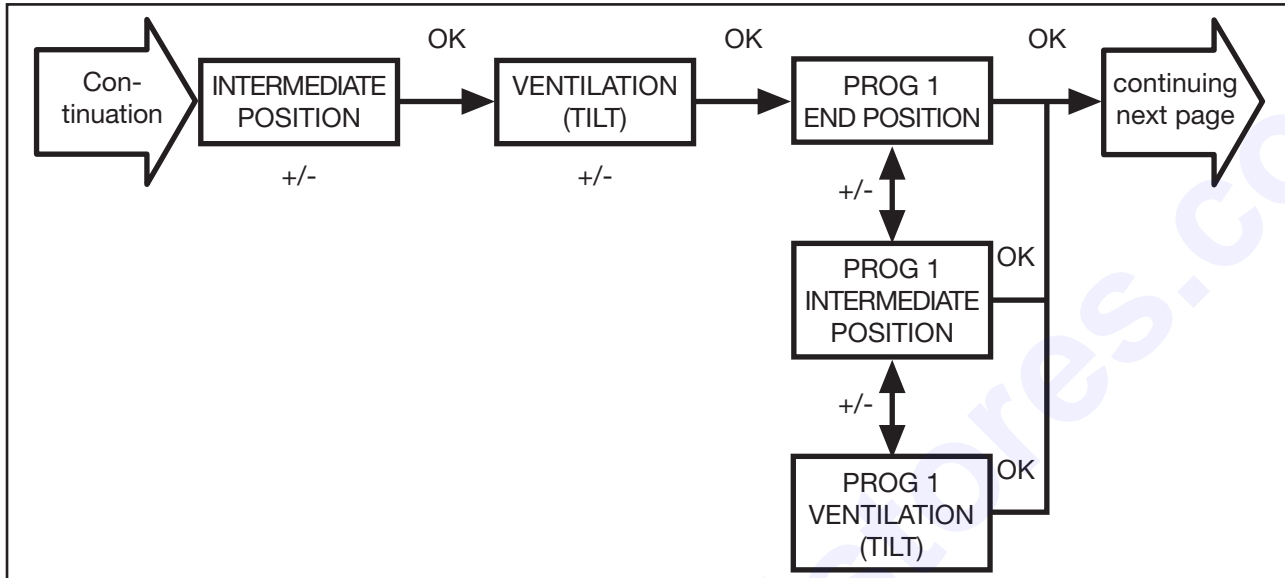 Con-
tinuation
INTERMEDIATE
POSITION
+/-
OK
VENTILATION
(TILT)
+/-
OK
PROG 1
END POSITION
OK
continuing
next page
+/-
PROG 1
INTERMEDIATE
POSITION
OK
+/-
PROG 1
VENTILATION
(TILT)
OK